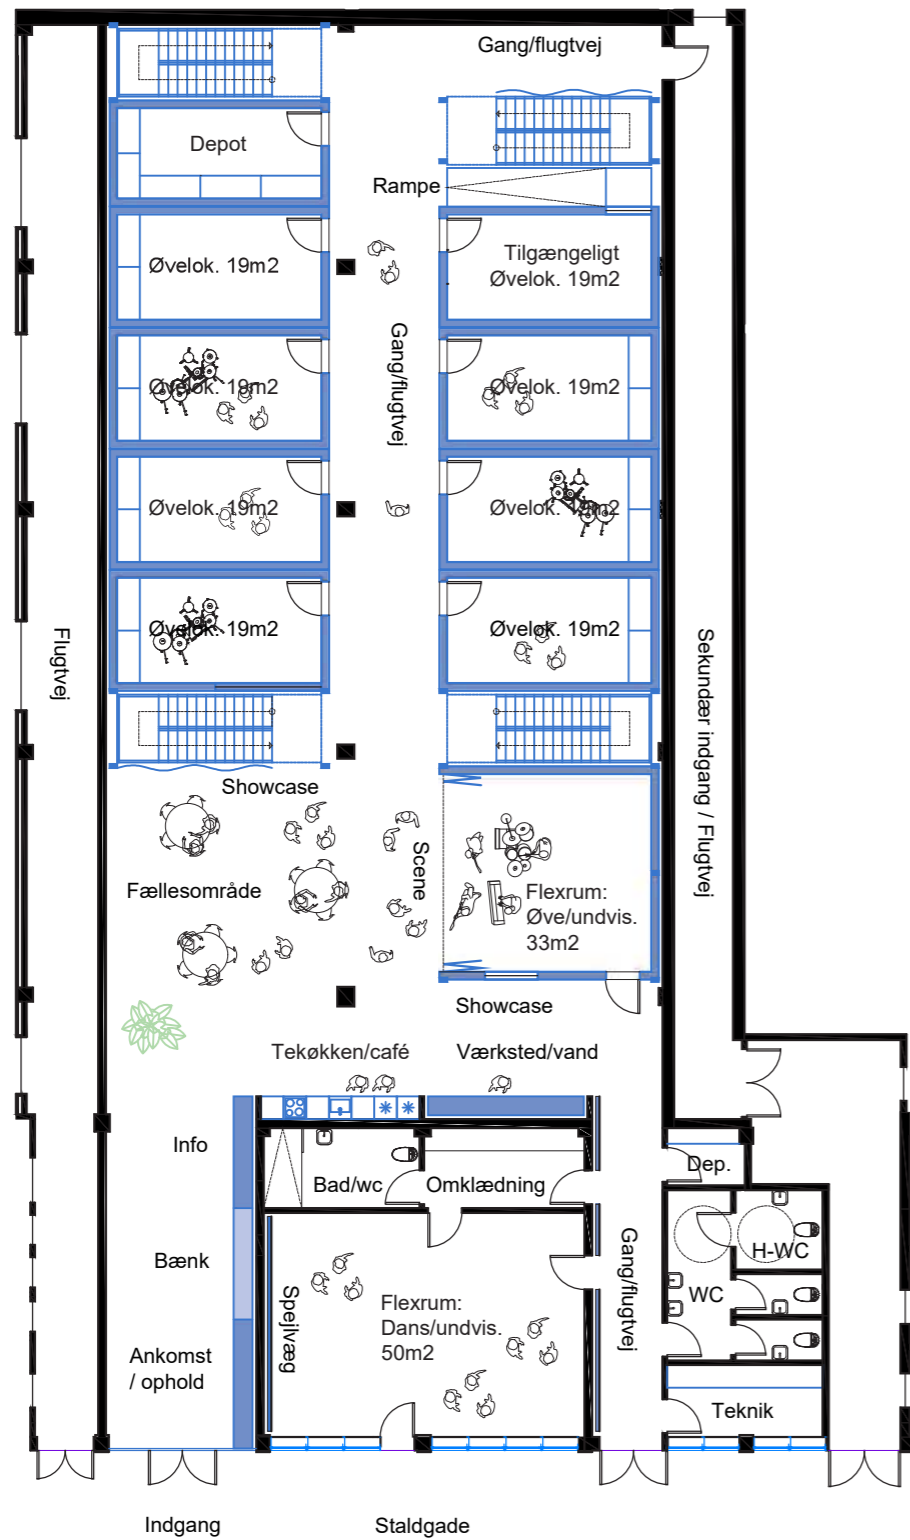 Gang/flugtvej
Depot
Rampe
Øvelok. 19m2
Tilgængeligt
Øvelok. 19m2
Gang/flugtvej
Øvelok. 19m2
Øvelok. 19m2
Øvelok. 19m2
Øvelok. 19m2
Øvelok. 19m2
Øvelok. 19m2
Flugtvej
Sekundær indgang / Flugtvej
Showcase
Fællesområde
Scene
Flexrum:
Øve/undvis.
33m2
Showcase
Tekøkken/café
Værksted/vand
Info
Bad/wc
Omklædning
Dep.
Bænk
Spejlvæg
Flexrum:
Dans/undvis.
50m2
Gang/flugtvej
WC
H-WC
Ankomst
/ ophold
Teknik
Indgang
Staldgade